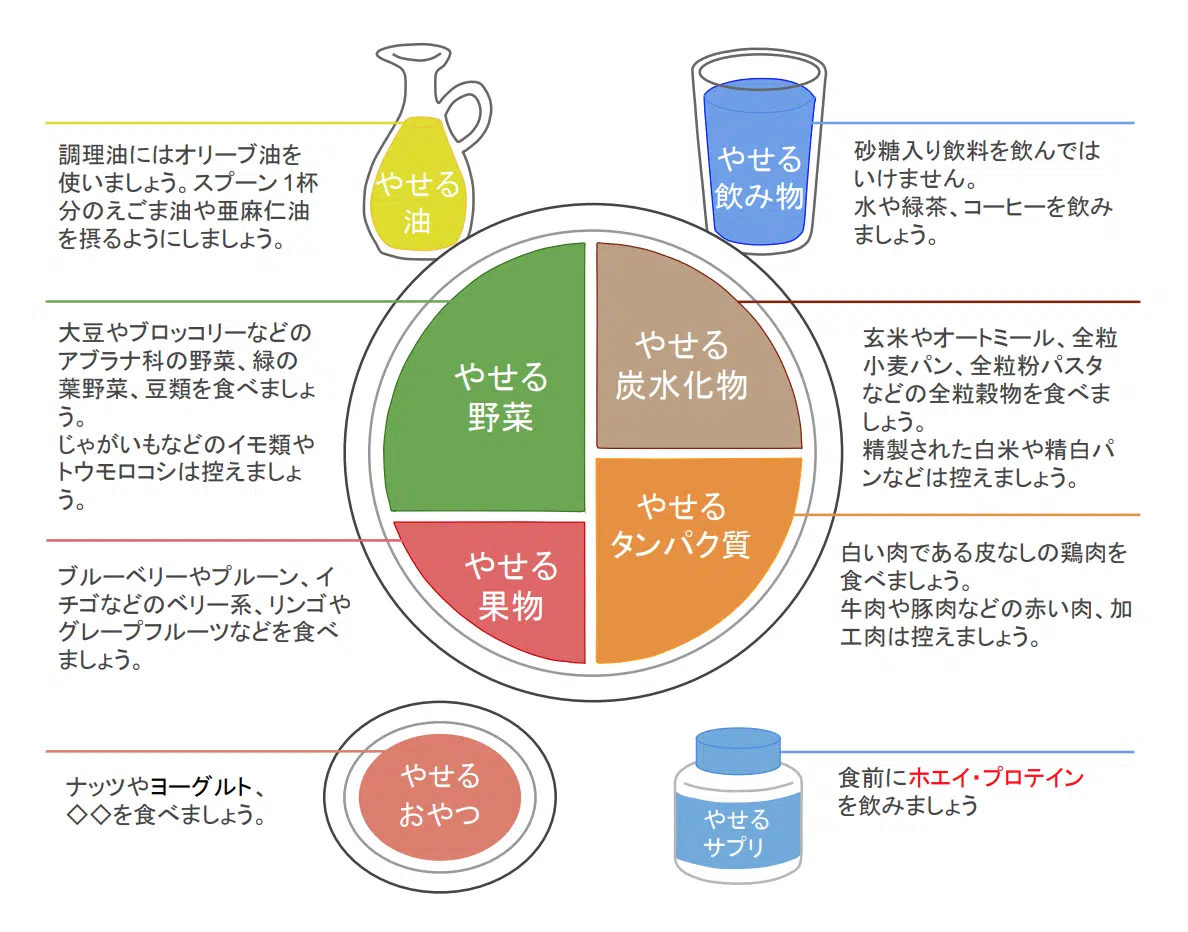 やせる
油
調理油にはオリーブ油を
使いましょう。スプーン1杯
分のえごま油や亜麻仁油
を摂るようにしましょう。
やせる
飲み物
砂糖入り飲料を飲んでは
いけません。
水や緑茶、コーヒーを飲み
ましょう。
やせる
野菜
大豆やブロッコリーなどの
アブラナ科の野菜、緑の
葉野菜、豆類を食べましょ
う。
じゃがいもなどのイモ類や
トウモロコシは控えましょ
う。
やせる
炭水化物
玄米やオートミール、全粒
小麦パン、全粒粉パスタ
などの全粒穀物を食べま
しょう。
精製された白米や精白パ
ンなどは控えましょう。
やせる
果物
ブルーベリーやプルーン、イ
チゴなどのベリー系、リンゴや
グレープフルーツなどを食べ
ましょう。
やせる
タンパク質
白い肉である皮なしの鶏肉を
食べましょう。
牛肉や豚肉などの赤い肉、加
工肉は控えましょう。
やせる
おやつ
ナッツやヨーグルト、
◇◇を食べましょう。
やせる
サプリ
食前にホエイ・プロテイン
を飲みましょう